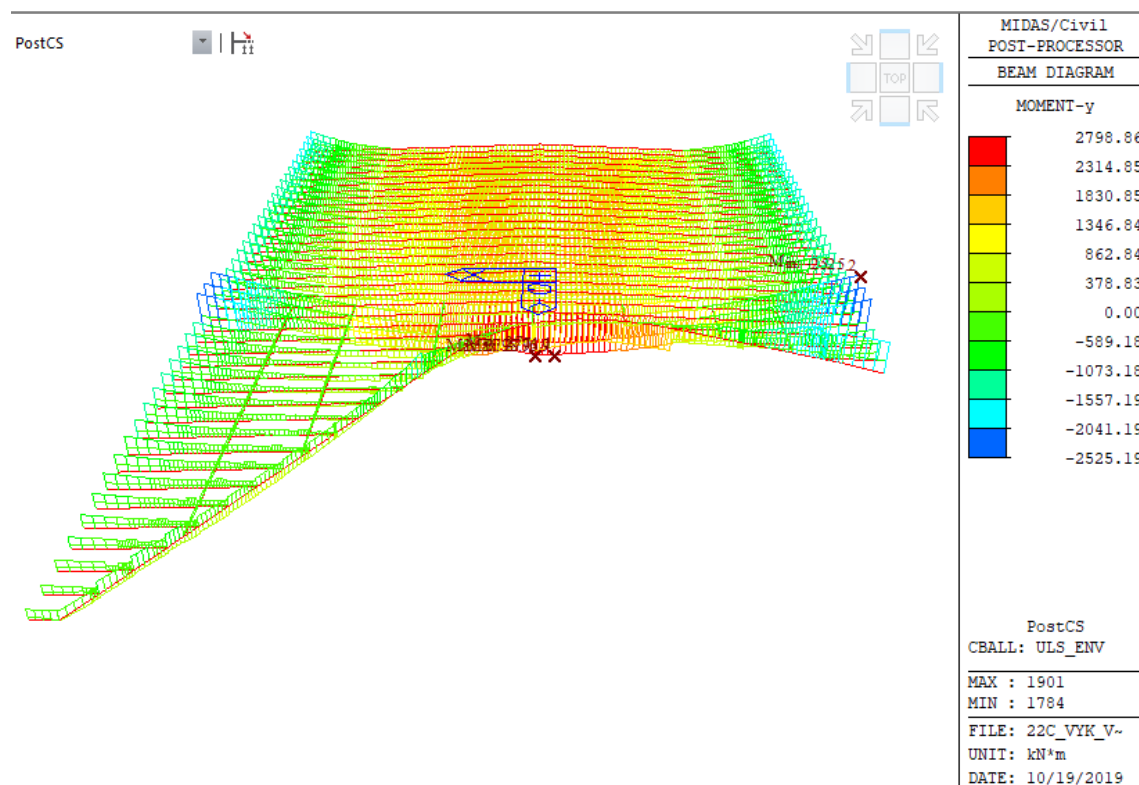 PostCS
TOP
MIDAS/Civil
POST-PROCESSOR
BEAM DIAGRAM
MOMENT-y
2798.86
2314.85
1830.85
1346.84
862.84
378.83
0.00
-589.18
-1073.18
-1557.19
-2041.19
-2525.19
PostCS
CBALL: ULS_ENV
MAX : 1901
MIN : 1784
FILE: 22C_VYK_V~
UNIT: kN*m
DATE: 10/19/2019